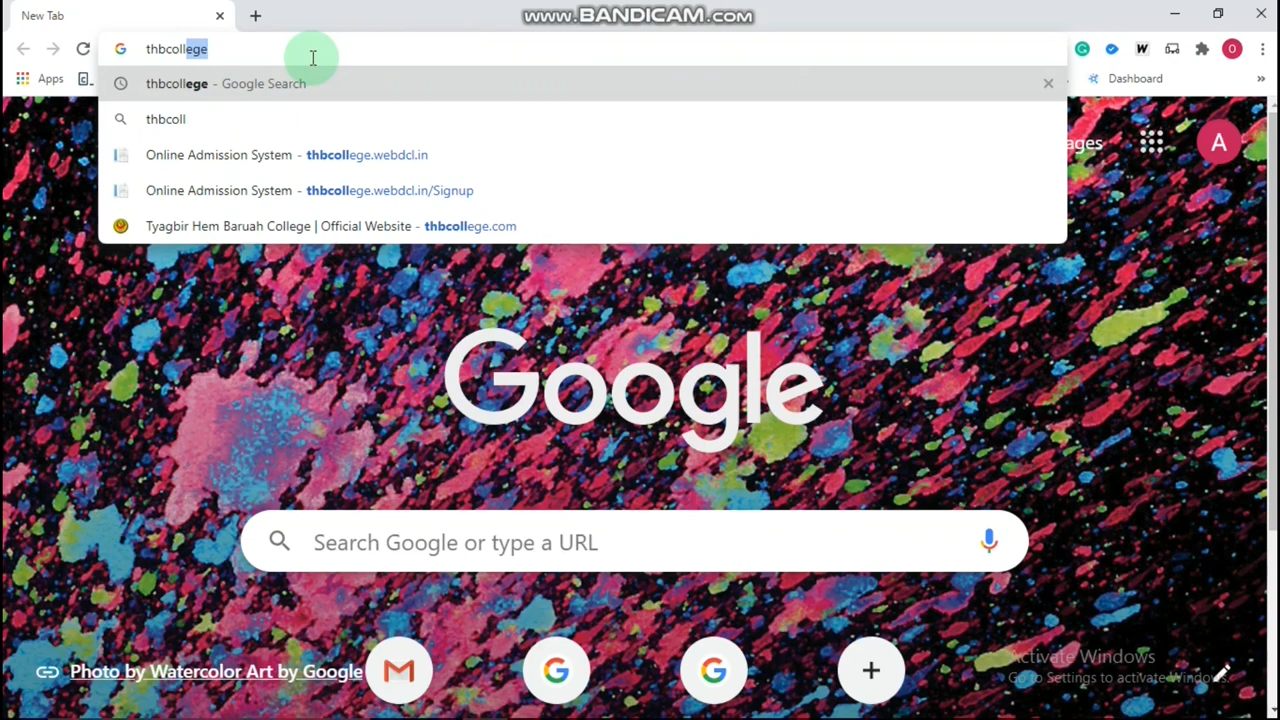 New Tab
www.BANDICAM.com
thbcollege
O
Apps
Dashboard
»
thbcollege - Google Search
thbcoll
Online Admission System - thbcollege.webdcl.in
Online Admission System - thbcollege.webdcl.in/Signup
Tyagbir Hem Baruah College | Official Website - thbcollege.com
ages
A
Google
Search Google or type a URL
Photo by Watercolor Art by Google
Activate Windows
Go to Settings to activate Windows.